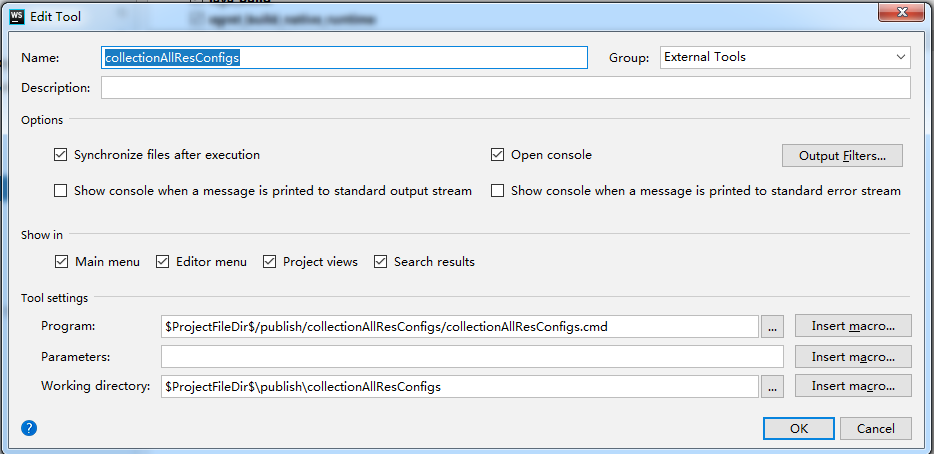 WS Edit Tool
egret_build_native_runtime
Name: collectionAllResConfigs Group: External Tools
Description:
Options
Synchronize files after execution Open console Output Filters...
Show console when a message is printed to standard output stream Show console when a message is printed to standard error stream
Show in
Main menu Editor menu Project views Search results
Tool settings
Program: $ProjectFileDir$/publish/collectionAllResConfigs/collectionAllResConfigs.cmd ... Insert macro...
Parameters: Insert macro...
Working directory: $ProjectFileDir$\publish\collectionAllResConfigs ... Insert macro...
? OK Cancel